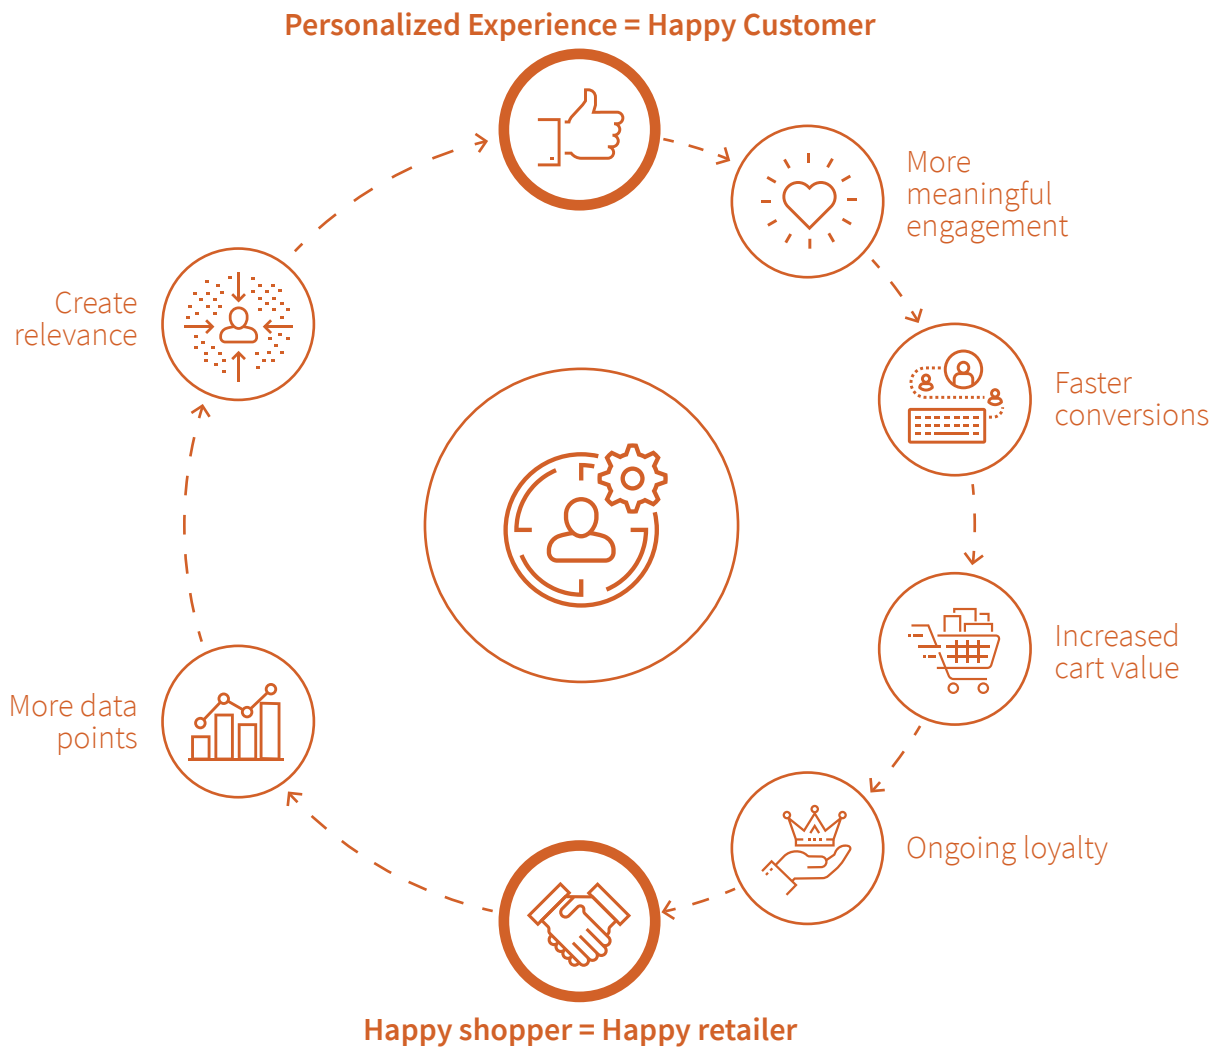 Personalized Experience = Happy Customer
More
meaningful
engagement
Faster
conversions
Increased
cart value
Ongoing loyalty
Happy shopper = Happy retailer
More data
points
Create
relevance